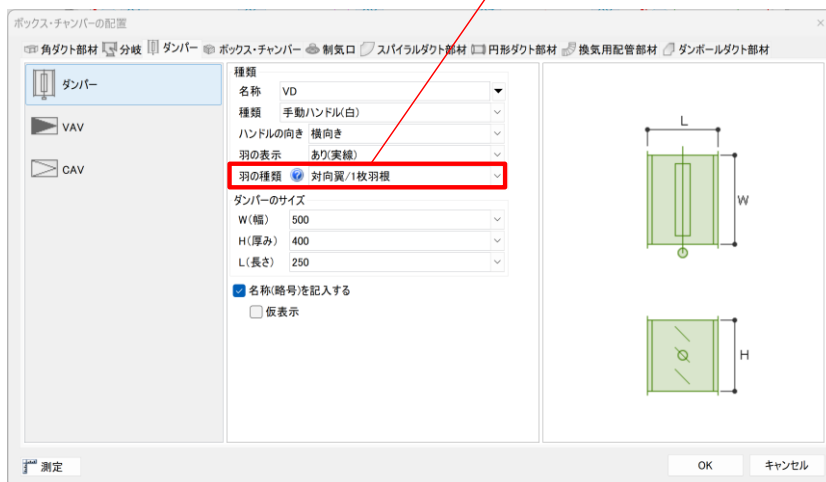 ボックス・チャンバーの配置
角ダクト部材 分岐 ダンパー ボックス・チャンバー 制気口 スパイラルダクト部材 円形ダクト部材 換気用配管部材 ダンボールダクト部材
ダンパー
VAV
CAV
種類
名称 VD
種類 手動ハンドル(白)
ハンドルの向き 横向き
羽の表示 あり(実線)
羽の種類 対向翼/1枚羽根
ダンパーのサイズ
W(幅) 500
H(厚み) 400
L(長さ) 250
名称(略号)を記入する
仮表示
L
W
H
測定
OK キャンセル